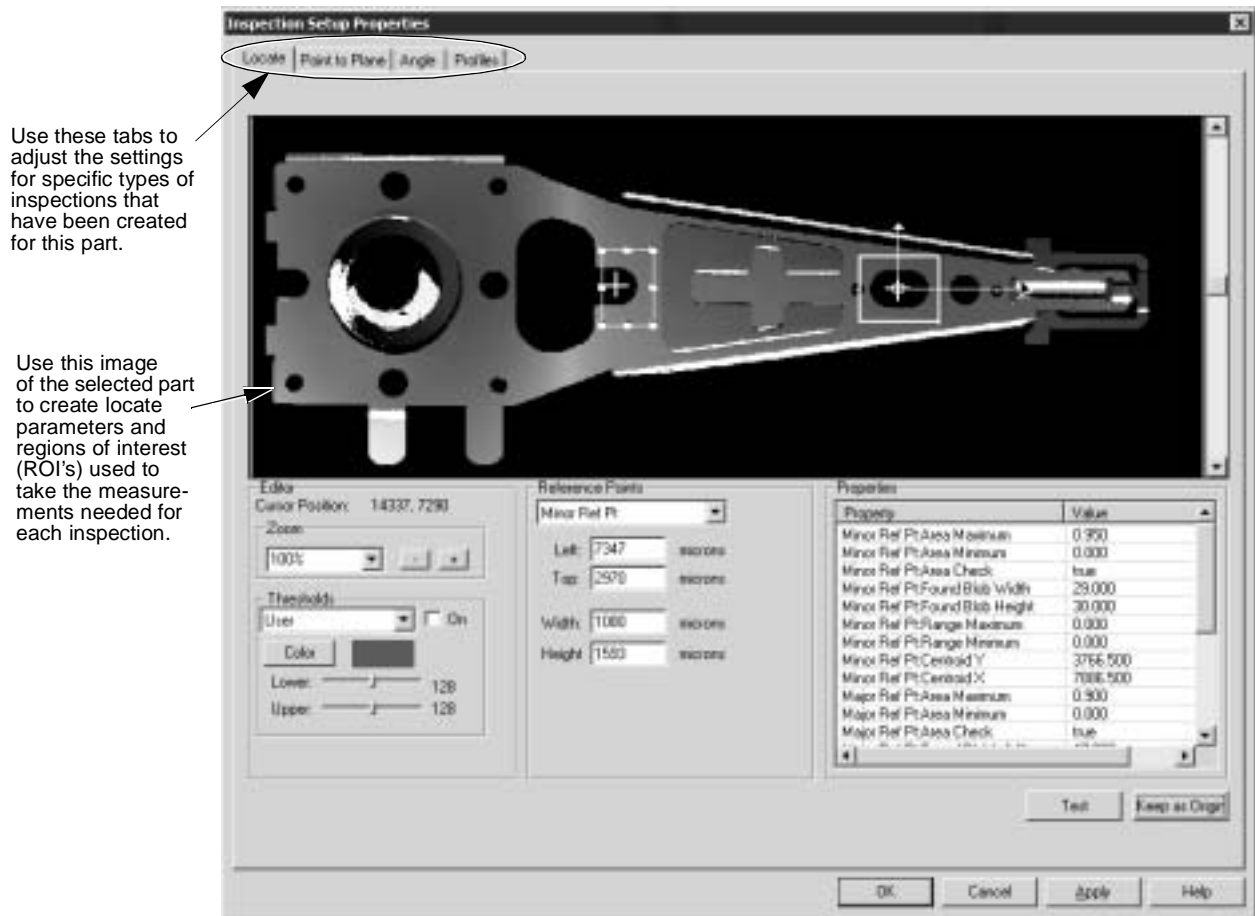 Inspection Setup Properties
Locate
Point to Plane
Angle
Profiles
Use these tabs to
adjust the settings
for specific types of
inspections that
have been created
for this part.
Use this image
of the selected part
to create locate
parameters and
regions of interest
(ROI's) used to
take the measure-
ments needed for
each inspection.
Editor
Cursor Position: 14337, 7290
Zoom
100%
-
+
Thresholds
User
On
Color
Lower: 128
Upper: 128
Reference Points
Minor Ref Pt
Left: 7347 microns
Top: 2970 microns
Width: 1080 microns
Height: 1593 microns
Properties
Property Value
Minor Ref Pt:Area Maximum 0.950
Minor Ref Pt:Area Minimum 0.000
Minor Ref Pt:Area Check true
Minor Ref Pt:Found Blob Width 29.000
Minor Ref Pt:Found Blob Height 30.000
Minor Ref Pt:Range Maximum 0.000
Minor Ref Pt:Range Minimum 0.000
Minor Ref Pt:Centroid Y 3766.500
Minor Ref Pt:Centroid X 7886.500
Major Ref Pt:Area Maximum 0.900
Major Ref Pt:Area Minimum 0.000
Major Ref Pt:Area Check true
Test
Keep as Origin
OK
Cancel
Apply
Help